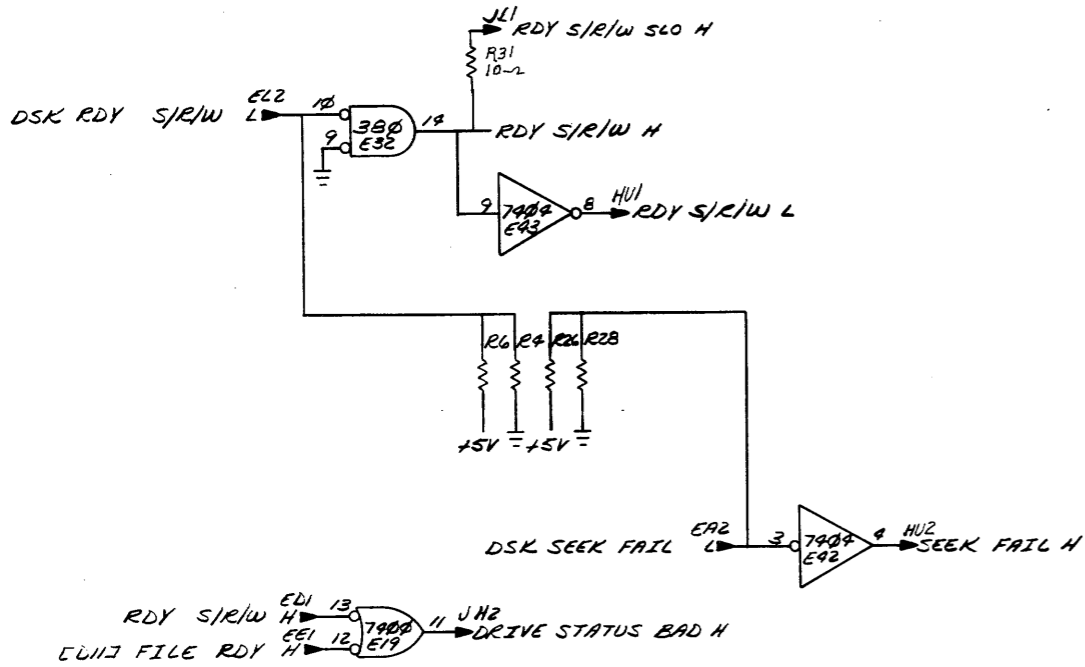 JL1
RDY S/R/W SLO H
R31
10Ω
EL2
DSK RDY S/R/W L
10
9
380
E32
14
RDY S/R/W H
9
7404
E43
8
HU1
RDY S/R/W L
R6
R4
R26
R28
+5V
+5V
DSK SEEK FAIL L
EA2
3
7404
E42
4
HU2
SEEK FAIL H
RDY S/R/W H
ED1
13
FILE RDY H
EE1
12
7400
E19
11
JH2
DRIVE STATUS BAD H